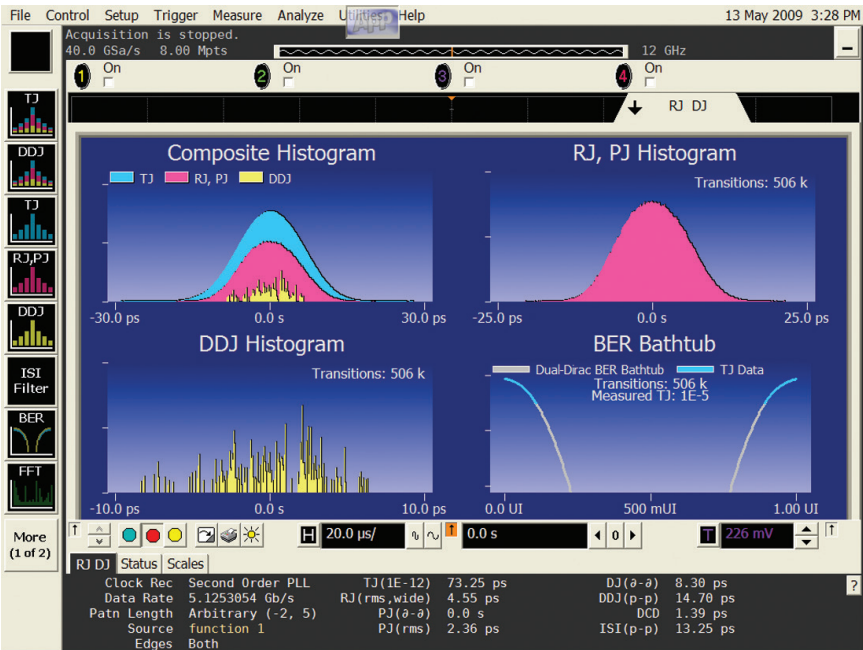 File Control Setup Trigger Measure Analyze Utilities Help 13 May 2009 3:28 PM
Acquisition is stopped.
40.0 GSa/s 8.00 Mpts 12 GHz
1 On 2 On 3 On 4 On
RJ DJ
TJ
DDJ
TJ
RJ,PJ
DDJ
ISI
Filter
BER
FFT
More
(1 of 2)
Composite Histogram
TJ RJ, PJ DDJ
-30.0 ps 0.0 s 30.0 ps
RJ, PJ Histogram
Transitions: 506 k
-25.0 ps 0.0 s 25.0 ps
DDJ Histogram
Transitions: 506 k
-10.0 ps 0.0 s 10.0 ps
BER Bathtub
Dual-Dirac BER Bathtub TJ Data
Transitions: 506 k
Measured TJ: 1E-5
0.0 UI 500 mUI 1.00 UI
H 20.0 µs/ 0.0 s 0 T 226 mV
RJ DJ Status Scales
Clock Rec Second Order PLL TJ(1E-12) 73.25 ps DJ(∂-∂) 8.30 ps
Data Rate 5.1253054 Gb/s RJ(rms,wide) 4.55 ps DDJ(p-p) 14.70 ps
Patn Length Arbitrary (-2, 5) PJ(∂-∂) 0.0 s DCD 1.39 ps
Source function 1 PJ(rms) 2.36 ps ISI(p-p) 13.25 ps
Edges Both
?